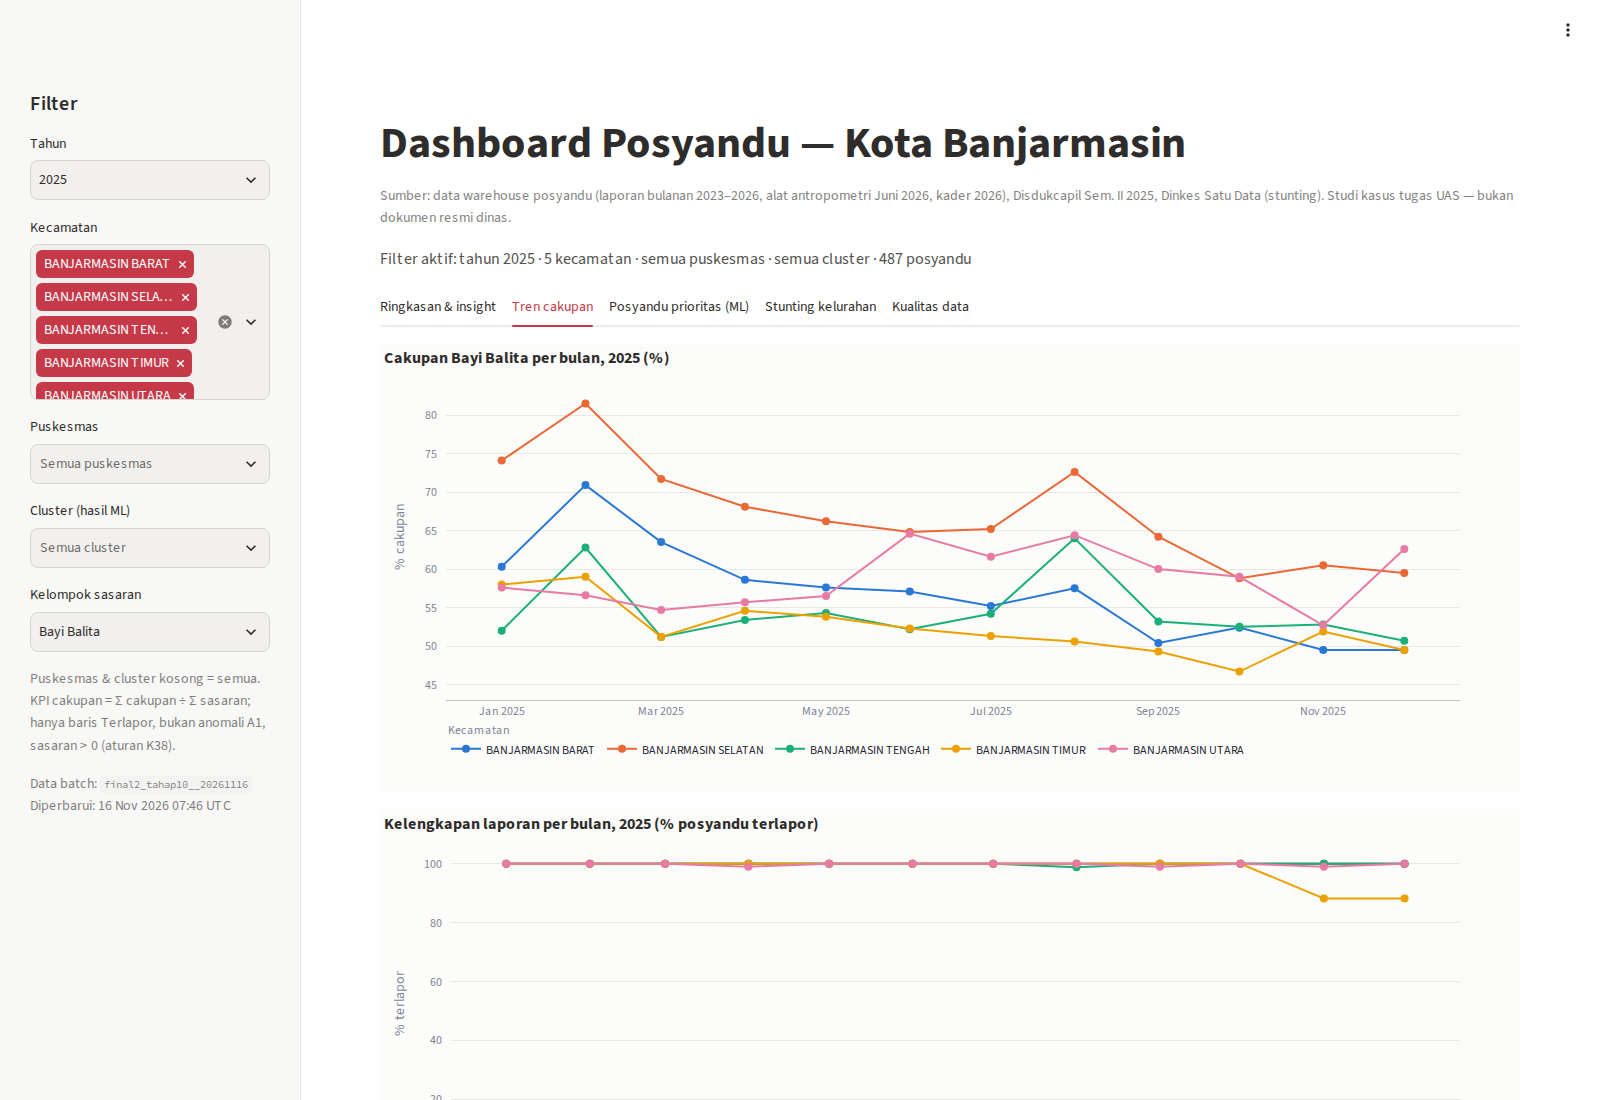 Filter
Tahun
2025
Kecamatan
BANJARMASIN BARAT
BANJARMASIN SELA...
BANJARMASIN TEN...
BANJARMASIN TIMUR
BANJARMASIN UTARA
Puskesmas
Semua puskesmas
Cluster (hasil ML)
Semua cluster
Kelompok sasaran
Bayi Balita
Puskesmas & cluster kosong = semua.
KPI cakupan = Σ cakupan ÷ Σ sasaran;
hanya baris Terlapor, bukan anomali A1,
sasaran > 0 (aturan K38).
Data batch: final2_tahap10__20261116
Diperbarui: 16 Nov 2026 07:46 UTC
Dashboard Posyandu — Kota Banjarmasin
Sumber: data warehouse posyandu (laporan bulanan 2023–2026, alat antropometri Juni 2026, kader 2026), Disdukcapil Sem. II 2025, Dinkes Satu Data (stunting). Studi kasus tugas UAS — bukan
dokumen resmi dinas.
Filter aktif: tahun 2025 · 5 kecamatan · semua puskesmas · semua cluster · 487 posyandu
Ringkasan & insight Tren cakupan Posyandu prioritas (ML) Stunting kelurahan Kualitas data
Cakupan Bayi Balita per bulan, 2025 (%)
80
75
70
65
60
55
50
45
% cakupan
Jan 2025 Mar 2025 May 2025 Jul 2025 Sep 2025 Nov 2025
Kecamatan
BANJARMASIN BARAT BANJARMASIN SELATAN BANJARMASIN TENGAH BANJARMASIN TIMUR BANJARMASIN UTARA
Kelengkapan laporan per bulan, 2025 (% posyandu terlapor)
100
80
60
40
20
% terlapor